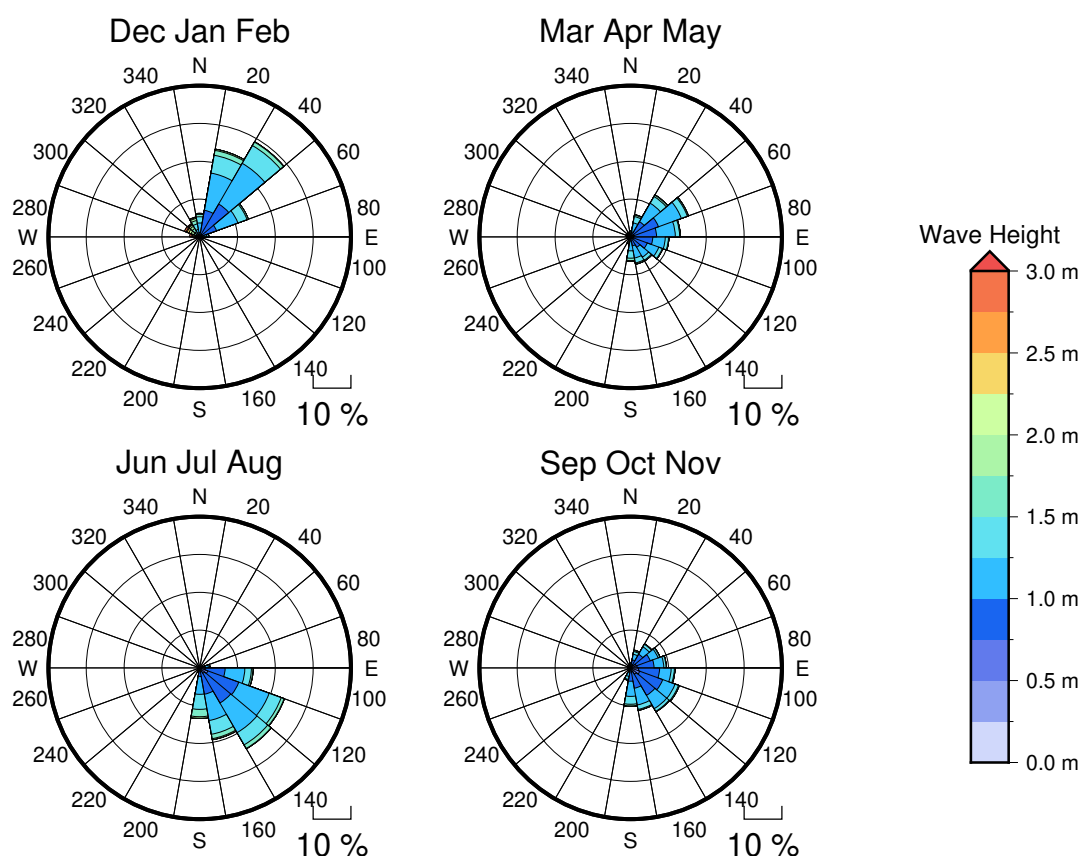 Dec Jan Feb
N
20
40
60
80
E
100
120
140
160
S
200
220
240
260
W
280
300
320
340
10 %
Mar Apr May
N
20
40
60
80
E
100
120
140
160
S
200
220
240
260
W
280
300
320
340
10 %
Jun Jul Aug
N
20
40
60
80
E
100
120
140
160
S
200
220
240
260
W
280
300
320
340
10 %
Sep Oct Nov
N
20
40
60
80
E
100
120
140
160
S
200
220
240
260
W
280
300
320
340
10 %
Wave Height
3.0 m
2.5 m
2.0 m
1.5 m
1.0 m
0.5 m
0.0 m